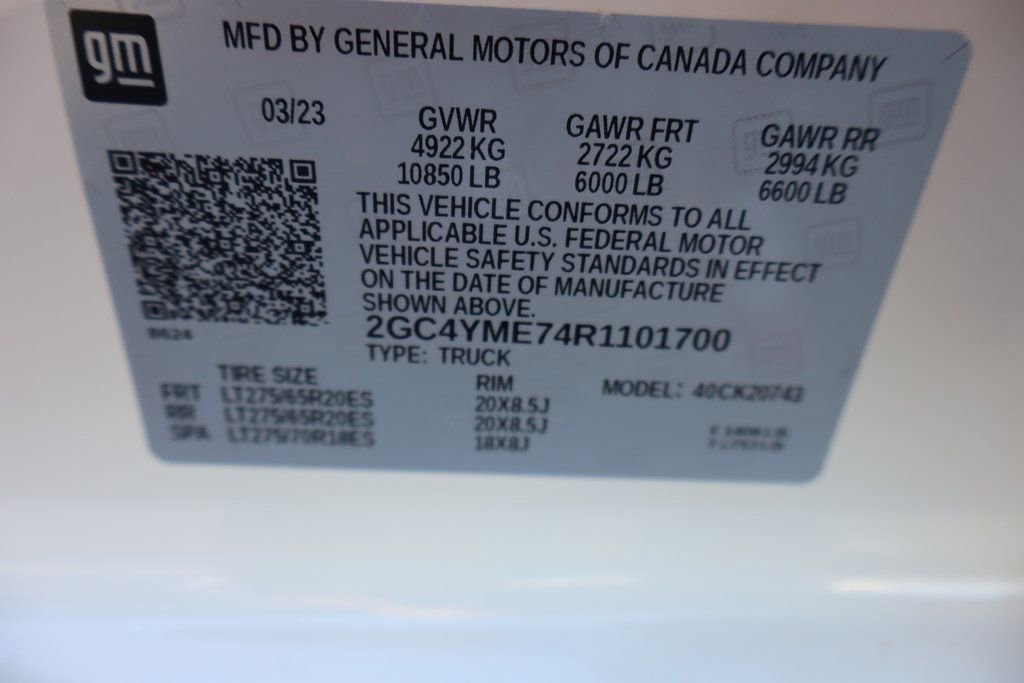 gm
MFD BY GENERAL MOTORS OF CANADA COMPANY
03/23
GVWR GAWR FRT GAWR RR
4922 KG 2722 KG 2994 KG
10850 LB 6000 LB 6600 LB
THIS VEHICLE CONFORMS TO ALL
APPLICABLE U.S. FEDERAL MOTOR
VEHICLE SAFETY STANDARDS IN EFFECT
ON THE DATE OF MANUFACTURE
SHOWN ABOVE.
2GC4YME74R1101700
TYPE: TRUCK
TIRE SIZE RIM MODEL: 40CK20743
FRT LT275/65R20ES 20X8.5J
RR LT275/65R20ES 20X8.5J
SPA LT275/70R18ES 18X8J